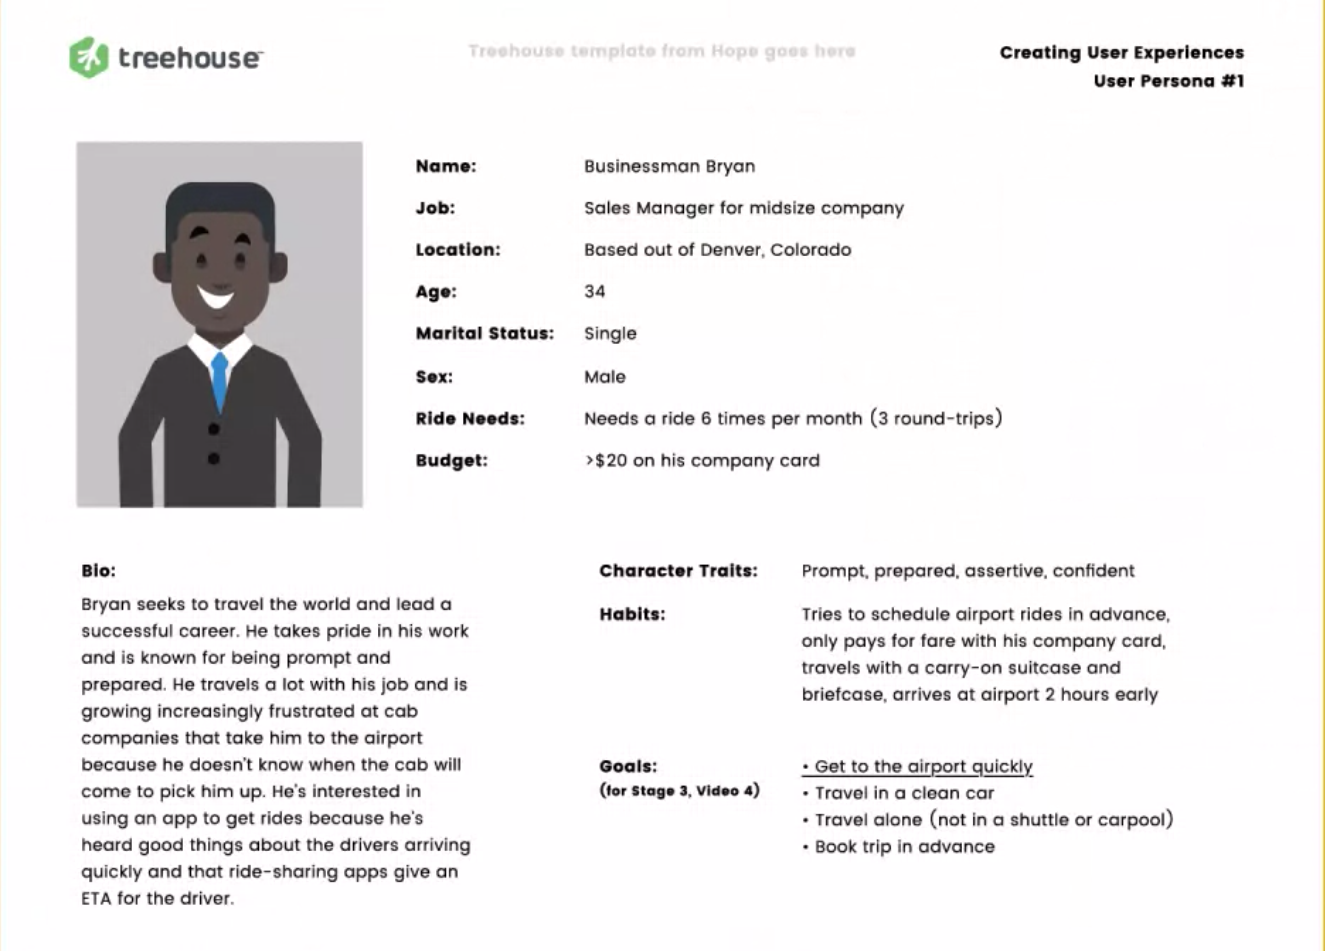 treehouse
Treehouse template from Hope goes here
Creating User Experiences
User Persona #1
Name: Businessman Bryan
Job: Sales Manager for midsize company
Location: Based out of Denver, Colorado
Age: 34
Marital Status: Single
Sex: Male
Ride Needs: Needs a ride 6 times per month (3 round-trips)
Budget: >$20 on his company card
Bio:
Bryan seeks to travel the world and lead a
successful career. He takes pride in his work
and is known for being prompt and
prepared. He travels a lot with his job and is
growing increasingly frustrated at cab
companies that take him to the airport
because he doesn't know when the cab will
come to pick him up. He's interested in
using an app to get rides because he's
heard good things about the drivers arriving
quickly and that ride-sharing apps give an
ETA for the driver.
Character Traits: Prompt, prepared, assertive, confident
Habits: Tries to schedule airport rides in advance,
only pays for fare with his company card,
travels with a carry-on suitcase and
briefcase, arrives at airport 2 hours early
Goals: • Get to the airport quickly
(for Stage 3, Video 4) • Travel in a clean car
• Travel alone (not in a shuttle or carpool)
• Book trip in advance